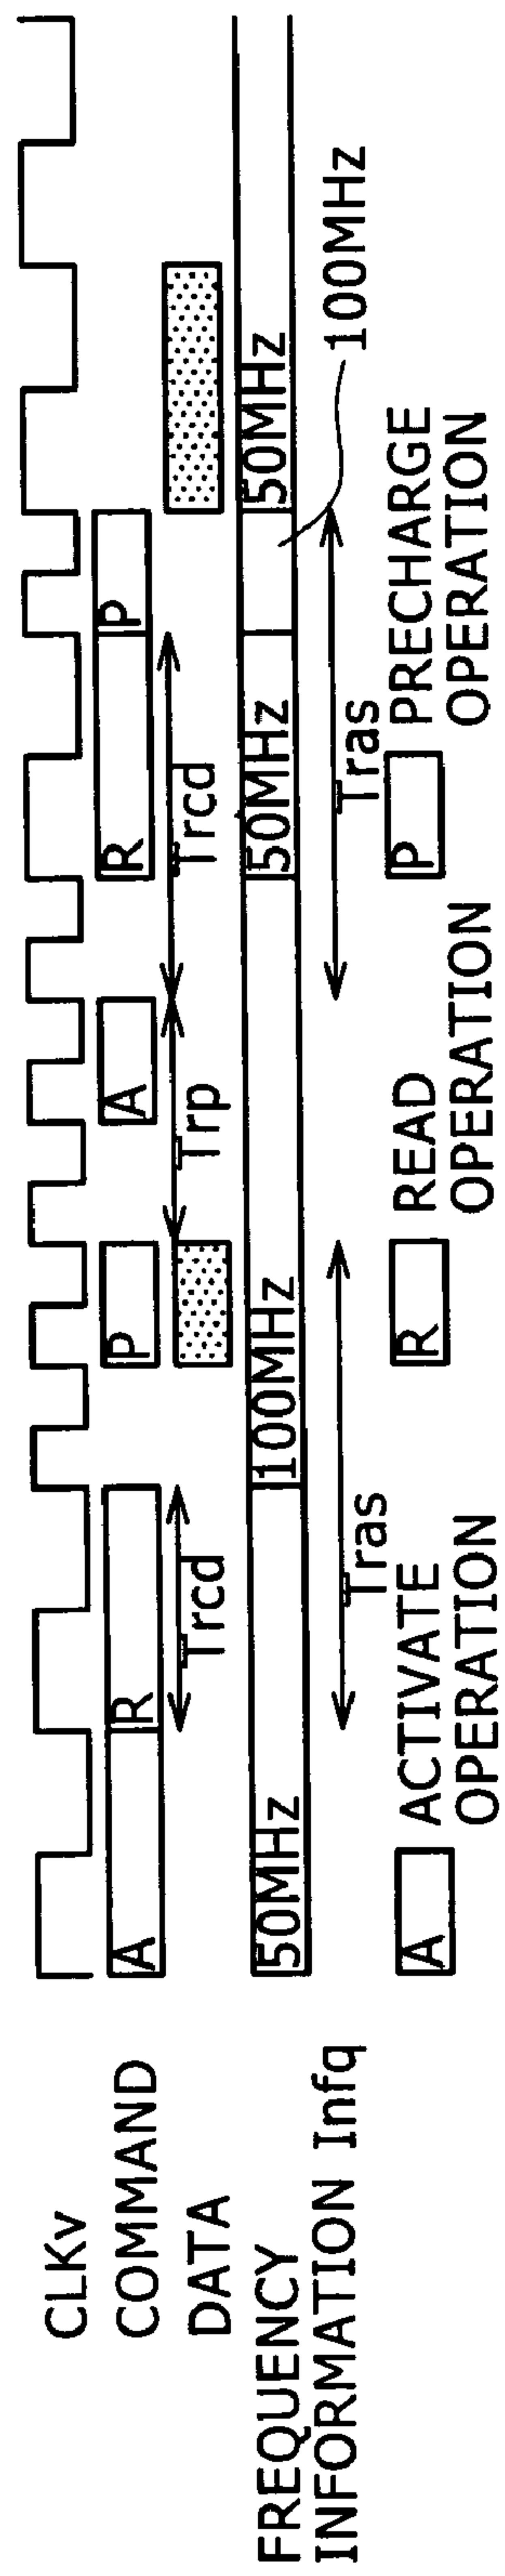 CLKv
COMMAND
A
R
P
A
R
P
DATA
Trcd
Trp
Trcd
FREQUENCY
INFORMATION Infq
50MHz
100MHz
50MHz
50MHz
100MHz
Tras
Tras
A
ACTIVATE
OPERATION
R
READ
OPERATION
P
PRECHARGE
OPERATION